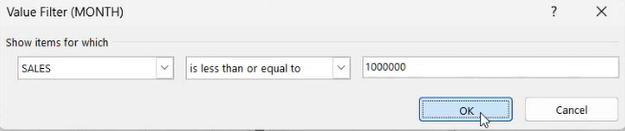 Value Filter (MONTH)
Show items for which
SALES is less than or equal to 1000000
OK Cancel